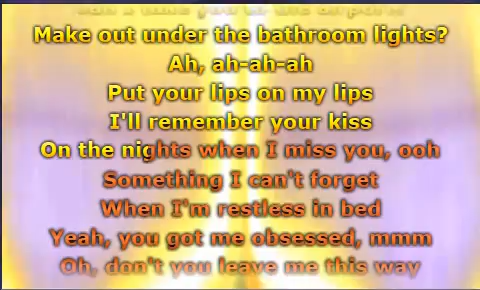 Make out under the bathroom lights?
Ah, ah-ah-ah
Put your lips on my lips
I'll remember your kiss
On the nights when I miss you, ooh
Something I can't forget
When I'm restless in bed
Yeah, you got me obsessed, mmm
Oh, don't you leave me this way